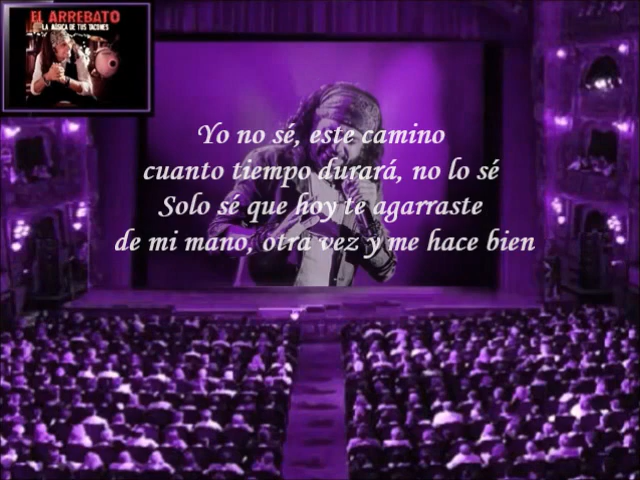 EL ARREBATO
LA MÚSICA DE TUS TACONES
Yo no sé, este camino
cuanto tiempo durará, no lo sé
Solo sé que hoy te agarraste
de mi mano, otra vez y me hace bien